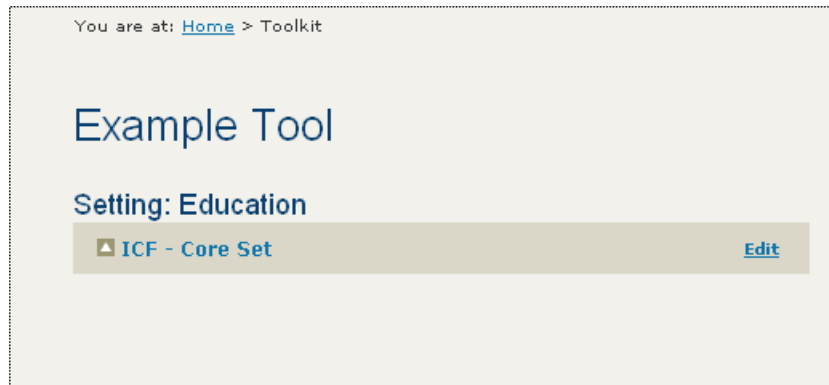 You are at: Home > Toolkit
Example Tool
Setting: Education
ICF - Core Set Edit